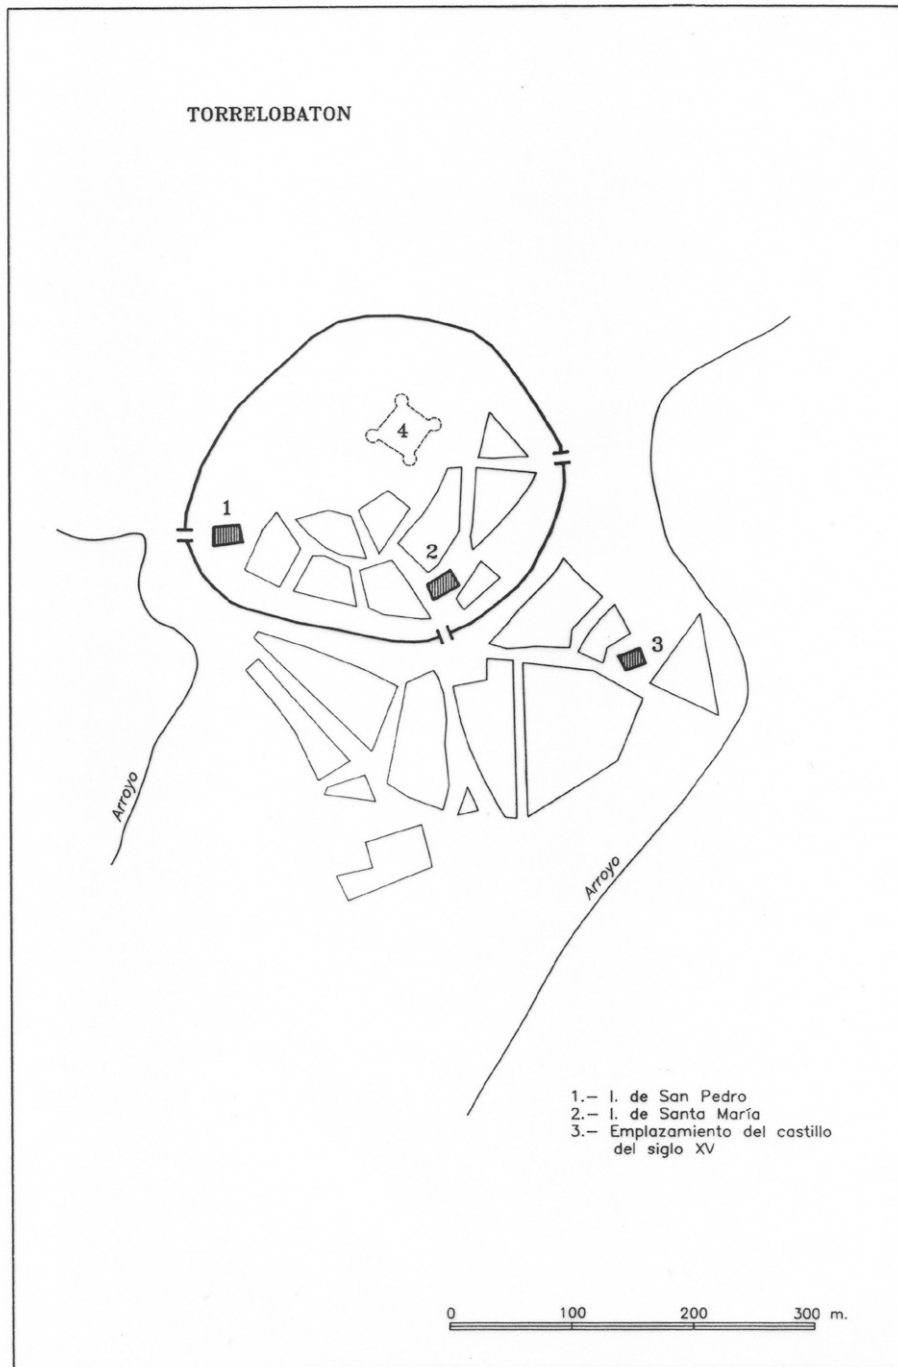 TORRELOBATON
4
1
2
3
Arroyo
Arroyo
1.– I. de San Pedro
2.– I. de Santa María
3.– Emplazamiento del castillo
del siglo XV
0 100 200 300 m.